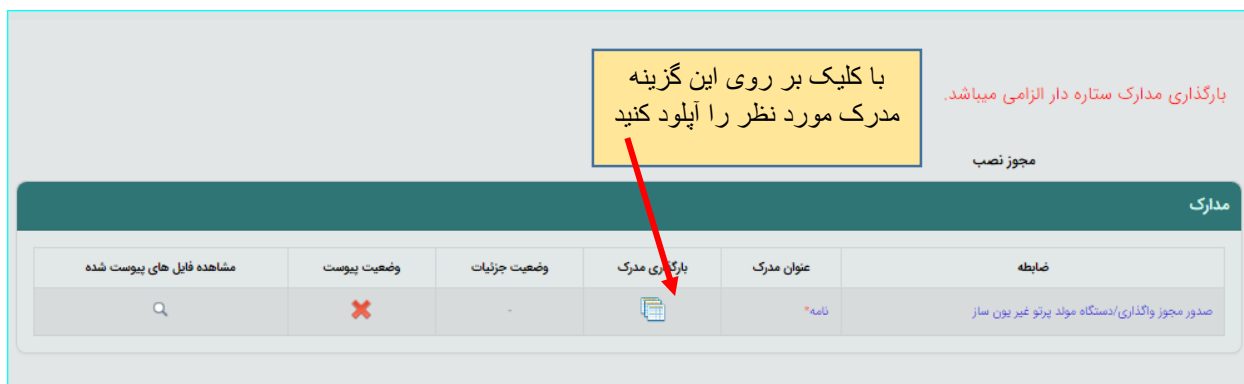 با کلیک بر روی این گزینه
مدرک مورد نظر را آپلود کنید
بارگذاری مدارک ستاره دار الزامی میباشد.
مجوز نصب
مدارک
ضابطه
عنوان مدرک
بارگذاری مدرک
وضعیت جزئیات
وضعیت پیوست
مشاهده فایل های پیوست شده
صدور مجوز واگذاری/دستگاه مولد پرتو غیر یون ساز
نامه*
-